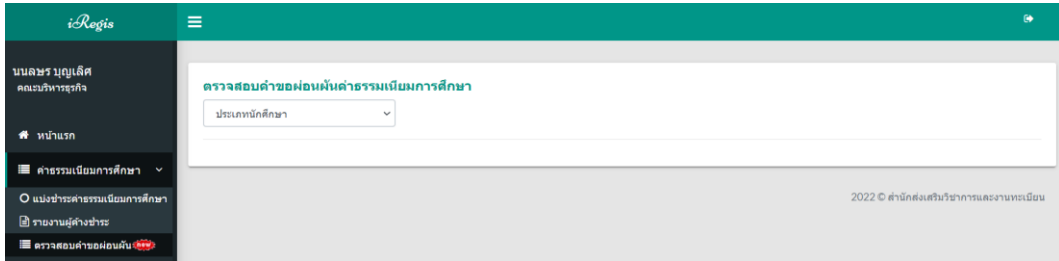 iRegis
นนลษร บุญเลิศ
คณะบริหารธุรกิจ
หน้าแรก
ค่าธรรมเนียมการศึกษา
แบ่งชำระค่าธรรมเนียมการศึกษา
รายงานผู้ค้างชำระ
ตรวจสอบคำขอผ่อนผัน new
ตรวจสอบคำขอผ่อนผันค่าธรรมเนียมการศึกษา
ประเภทนักศึกษา
2022 © สำนักส่งเสริมวิชาการและงานทะเบียน